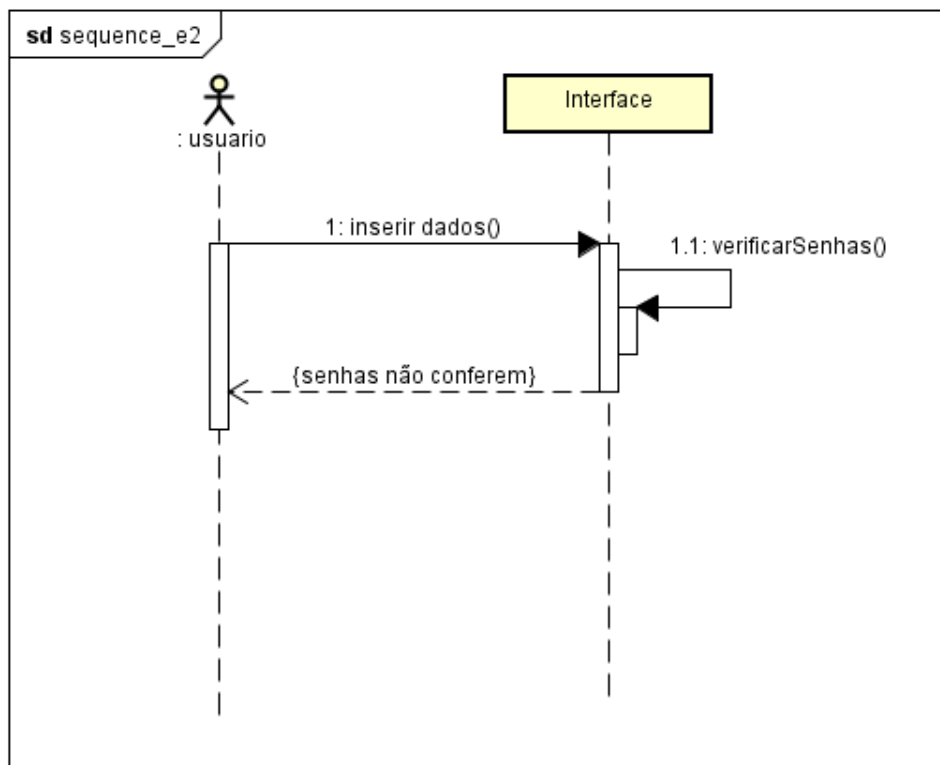 sd sequence_e2
: usuario
Interface
1: inserir dados()
1.1: verificarSenhas()
{senhas não conferem}